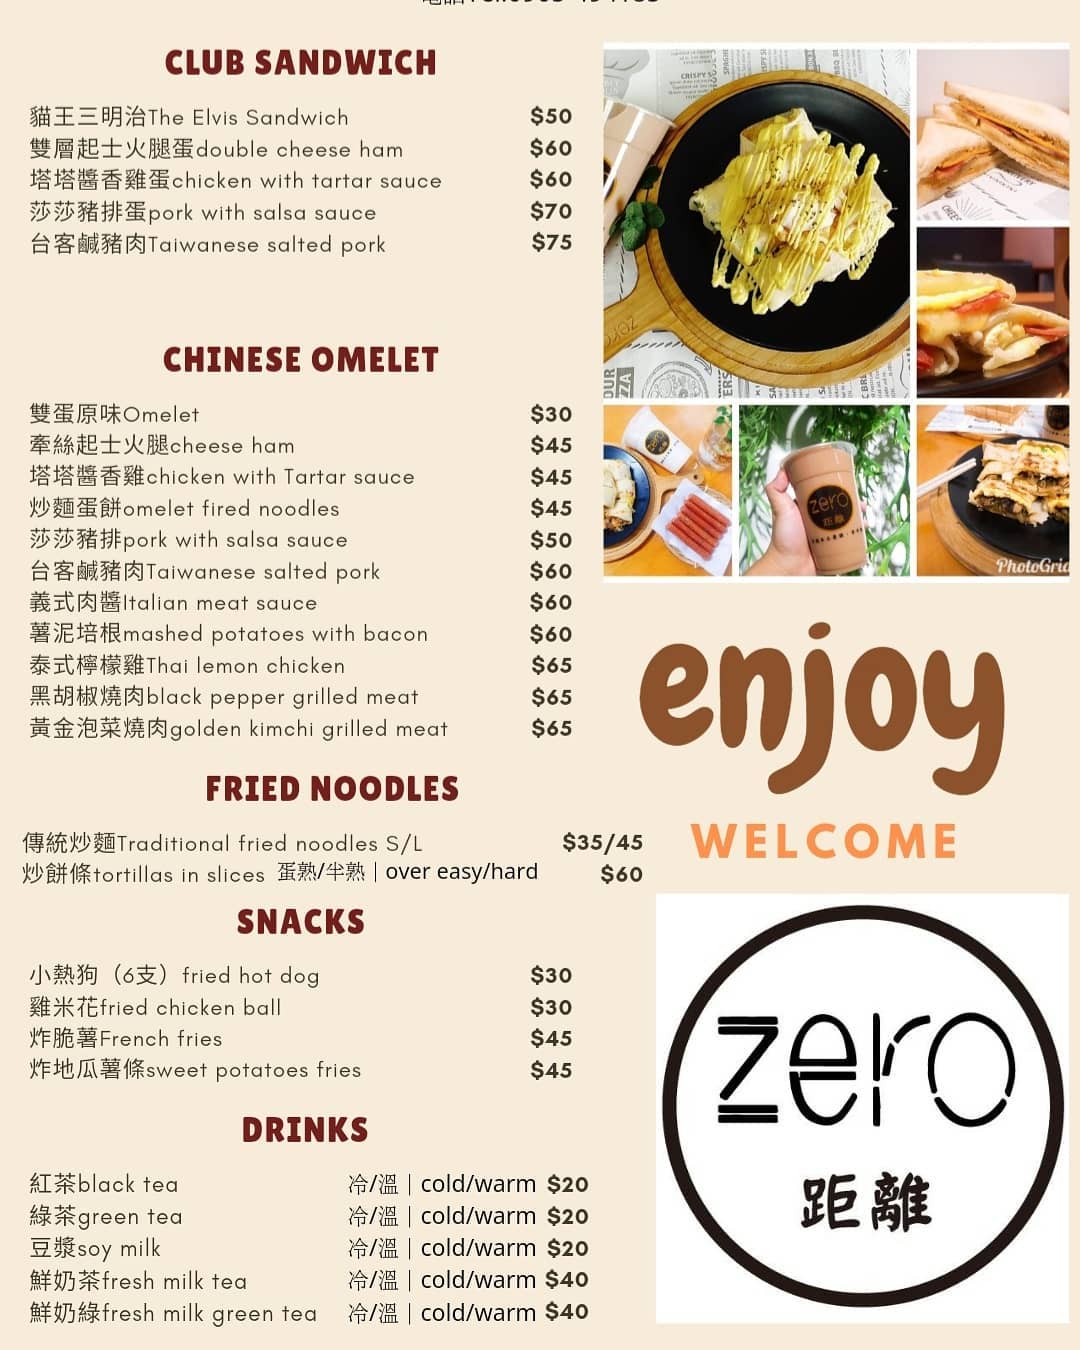 CLUB SANDWICH
貓王三明治The Elvis Sandwich $50
雙層起士火腿蛋double cheese ham $60
塔塔醬香雞蛋chicken with tartar sauce $60
莎莎豬排蛋pork with salsa sauce $70
台客鹹豬肉Taiwanese salted pork $75
CHINESE OMELET
雙蛋原味Omelet $30
牽絲起士火腿cheese ham $45
塔塔醬香雞chicken with Tartar sauce $45
炒麵蛋餅omelet fired noodles $45
莎莎豬排pork with salsa sauce $50
台客鹹豬肉Taiwanese salted pork $60
義式肉醬Italian meat sauce $60
薯泥培根mashed potatoes with bacon $60
泰式檸檬雞Thai lemon chicken $65
黑胡椒燒肉black pepper grilled meat $65
黃金泡菜燒肉golden kimchi grilled meat $65
FRIED NOODLES
傳統炒麵Traditional fried noodles S/L $35/45
炒餅條tortillas in slices 蛋熟/半熟|over easy/hard $60
SNACKS
小熱狗（6支）fried hot dog $30
雞米花fried chicken ball $30
炸脆薯French fries $45
炸地瓜薯條sweet potatoes fries $45
DRINKS
紅茶black tea 冷/溫|cold/warm $20
綠茶green tea 冷/溫|cold/warm $20
豆漿soy milk 冷/溫|cold/warm $20
鮮奶茶fresh milk tea 冷/溫|cold/warm $40
鮮奶綠fresh milk green tea 冷/溫|cold/warm $40
CRISPY
zero
距離
PhotoGrid
enjoy
WELCOME
zero
距離